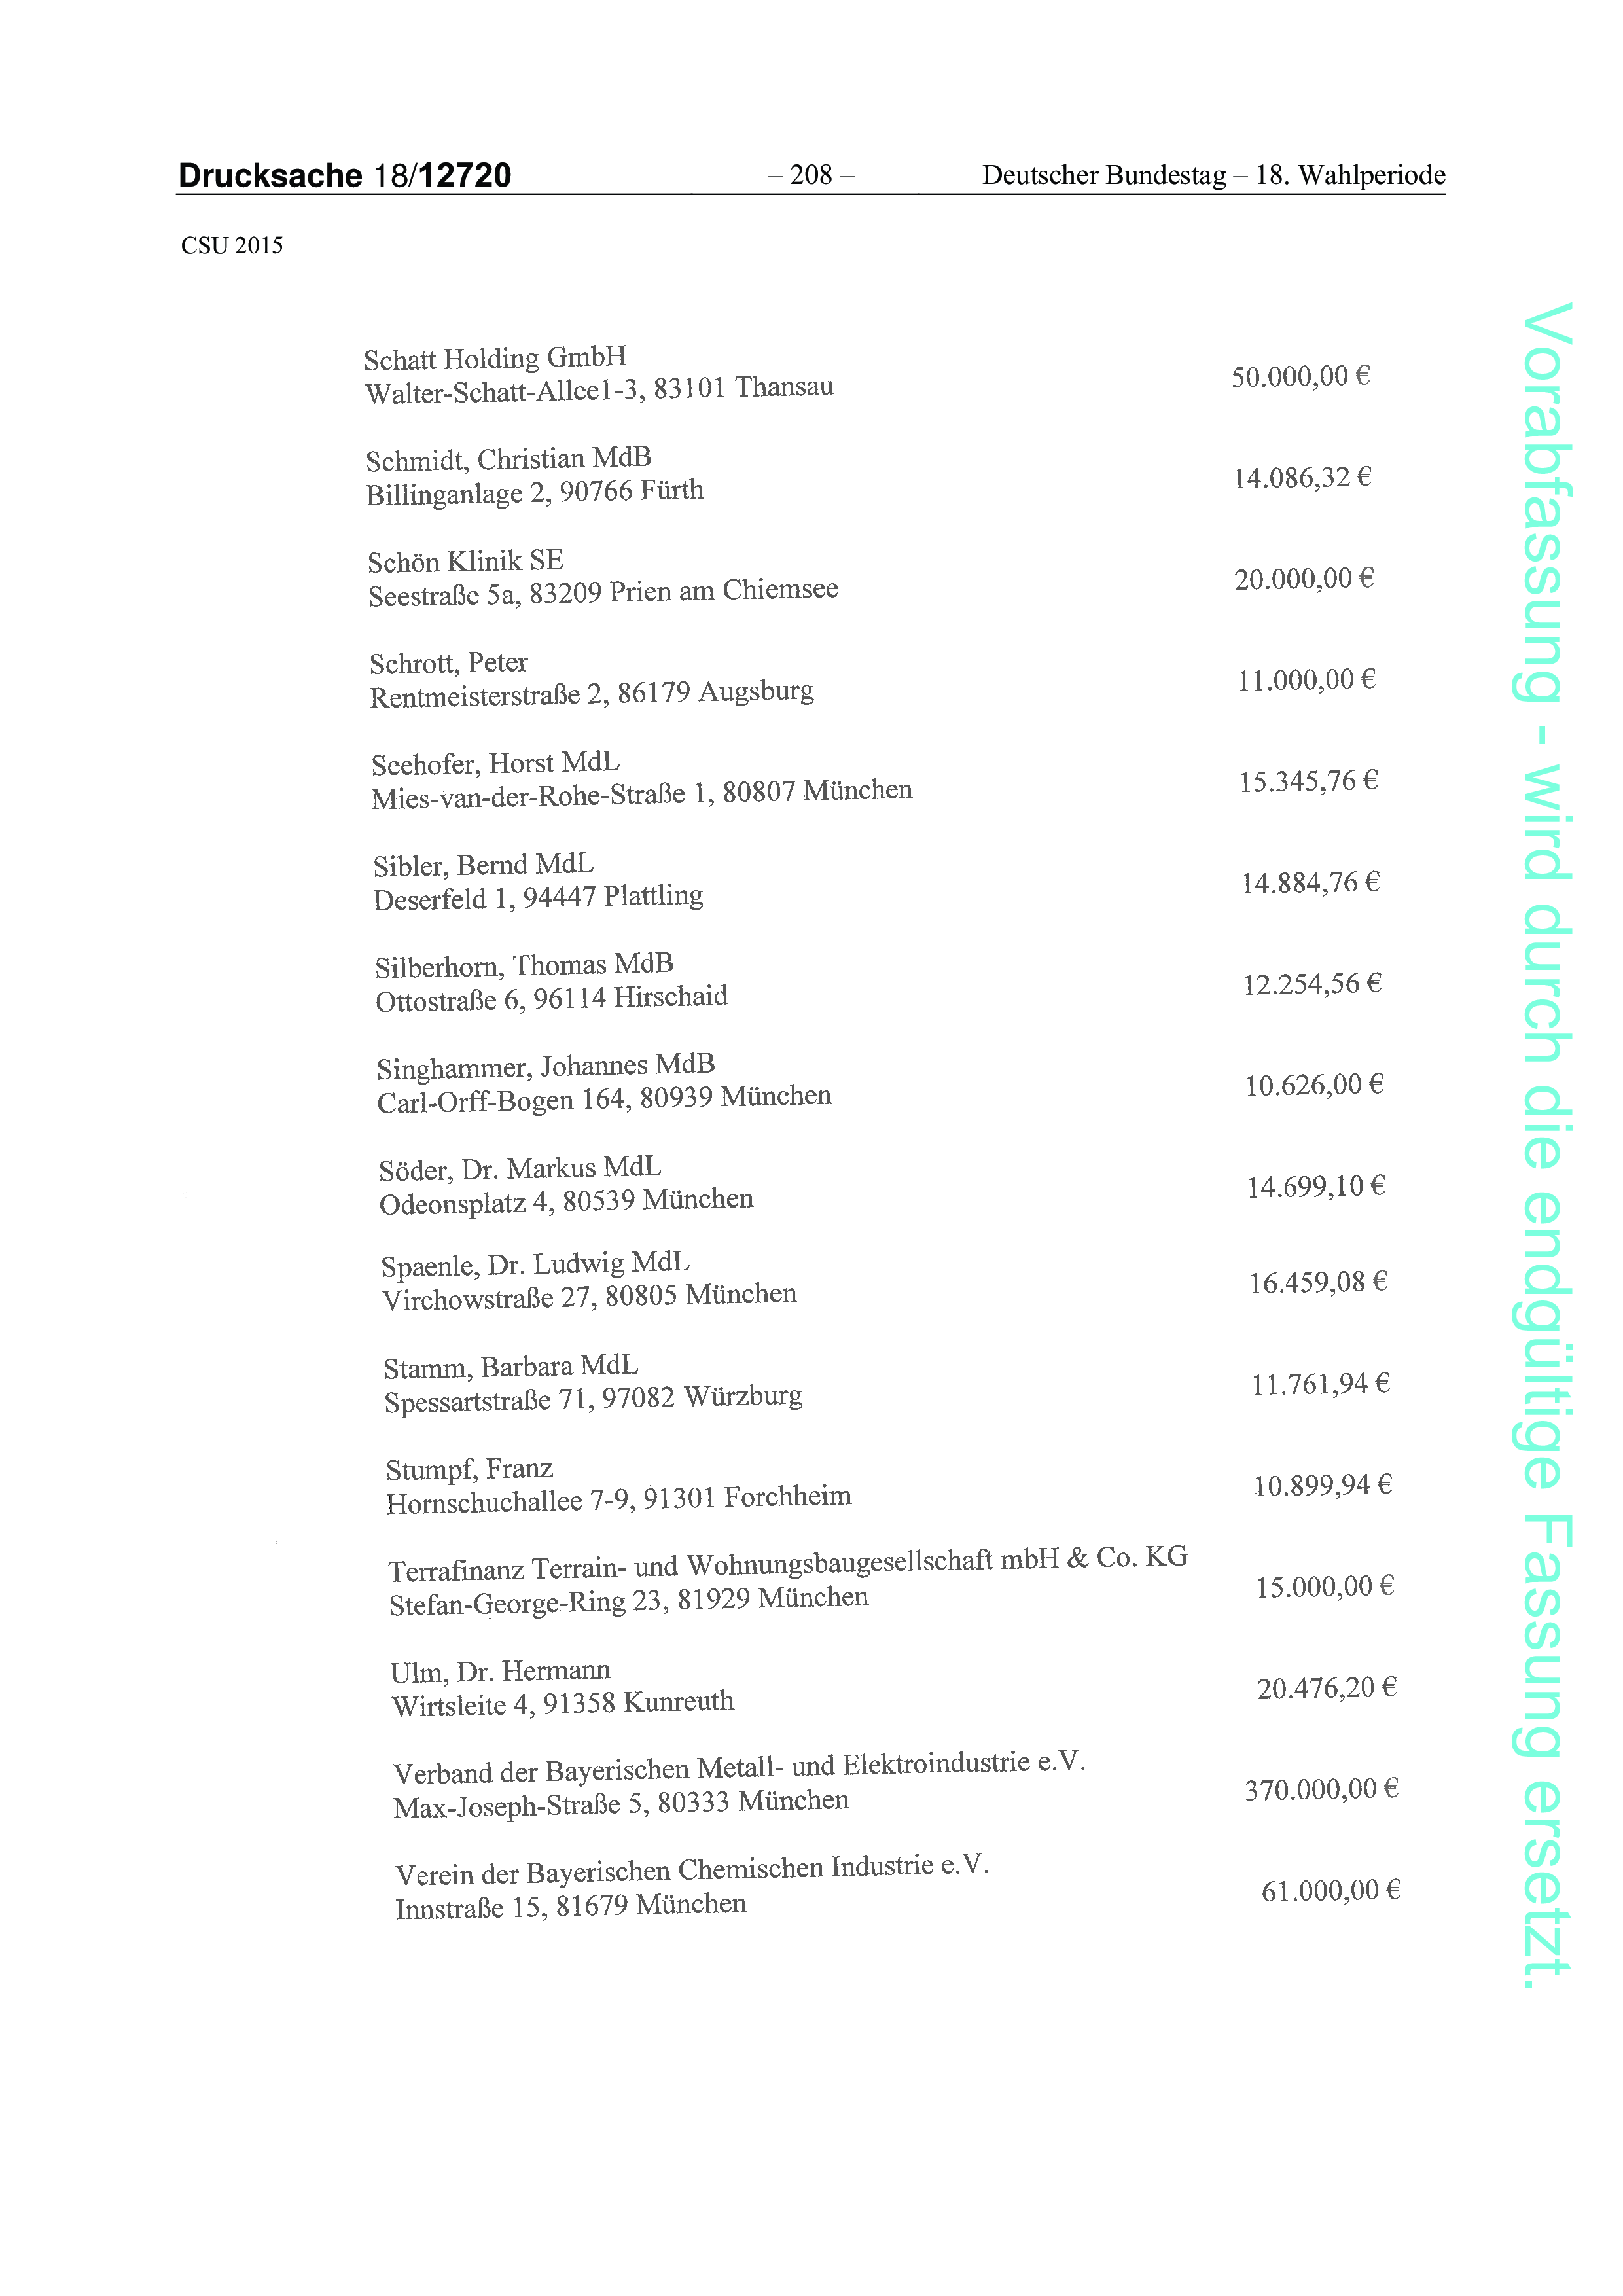 Drucksache 18/12720 – 208 – Deutscher Bundestag – 18. Wahlperiode
CSU 2015
Schatt Holding GmbH
Walter-Schatt-Allee1-3, 83101 Thansau
50.000,00 €
Schmidt, Christian MdB
Billinganlage 2, 90766 Fürth
14.086,32 €
Schön Klinik SE
Seestraße 5a, 83209 Prien am Chiemsee
20.000,00 €
Schrott, Peter
Rentmeisterstraße 2, 86179 Augsburg
11.000,00 €
Seehofer, Horst MdL
Mies-van-der-Rohe-Straße 1, 80807 München
15.345,76 €
Sibler, Bernd MdL
Deserfeld 1, 94447 Plattling
14.884,76 €
Silberhorn, Thomas MdB
Ottostraße 6, 96114 Hirschaid
12.254,56 €
Singhammer, Johannes MdB
Carl-Orff-Bogen 164, 80939 München
10.626,00 €
Söder, Dr. Markus MdL
Odeonsplatz 4, 80539 München
14.699,10 €
Spaenle, Dr. Ludwig MdL
Virchowstraße 27, 80805 München
16.459,08 €
Stamm, Barbara MdL
Spessartstraße 71, 97082 Würzburg
11.761,94 €
Stumpf, Franz
Hornschuchallee 7-9, 91301 Forchheim
10.899,94 €
Terrafinanz Terrain- und Wohnungsbaugesellschaft mbH & Co. KG
Stefan-George-Ring 23, 81929 München
15.000,00 €
Ulm, Dr. Hermann
Wirtsleite 4, 91358 Kunreuth
20.476,20 €
Verband der Bayerischen Metall- und Elektroindustrie e.V.
Max-Joseph-Straße 5, 80333 München
370.000,00 €
Verein der Bayerischen Chemischen Industrie e.V.
Innstraße 15, 81679 München
61.000,00 €
Vorabfassung - wird durch die endgültige Fassung ersetzt.